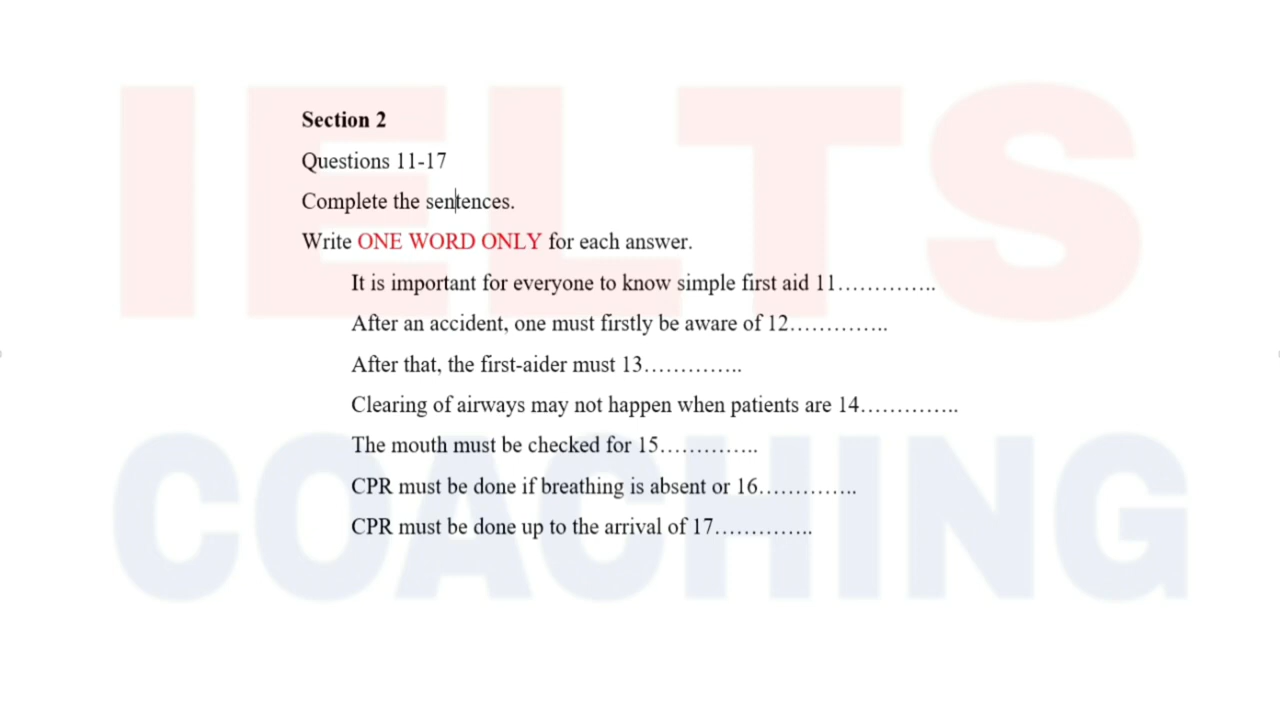 IELTS
COACHING
Section 2
Questions 11-17
Complete the sentences.
Write ONE WORD ONLY for each answer.
It is important for everyone to know simple first aid 11…………..
After an accident, one must firstly be aware of 12…………..
After that, the first-aider must 13…………..
Clearing of airways may not happen when patients are 14…………..
The mouth must be checked for 15…………..
CPR must be done if breathing is absent or 16…………..
CPR must be done up to the arrival of 17…………..